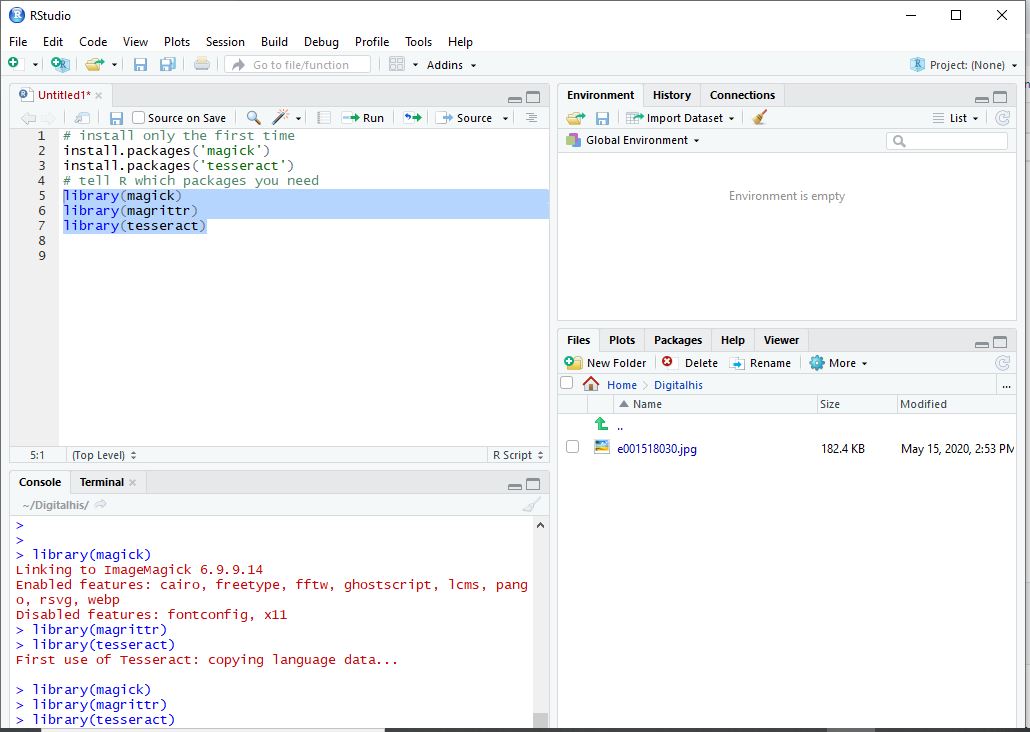 RStudio
File Edit Code View Plots Session Build Debug Profile Tools Help
Go to file/function Addins Project: (None)
Untitled1*
Source on Save Run Source
1 # install only the first time
2 install.packages('magick')
3 install.packages('tesseract')
4 # tell R which packages you need
5 library(magick)
6 library(magrittr)
7 library(tesseract)
8
9
5:1 (Top Level) R Script
Console Terminal
~/Digitalhis/
>
>
> library(magick)
Linking to ImageMagick 6.9.9.14
Enabled features: cairo, freetype, fftw, ghostscript, lcms, pang
o, rsvg, webp
Disabled features: fontconfig, x11
> library(magrittr)
> library(tesseract)
First use of Tesseract: copying language data...
> library(magick)
> library(magrittr)
> library(tesseract)
Environment History Connections
Import Dataset List
Global Environment
Environment is empty
Files Plots Packages Help Viewer
New Folder Delete Rename More
Home Digitalhis ...
Name Size Modified
..
e001518030.jpg 182.4 KB May 15, 2020, 2:53 PM